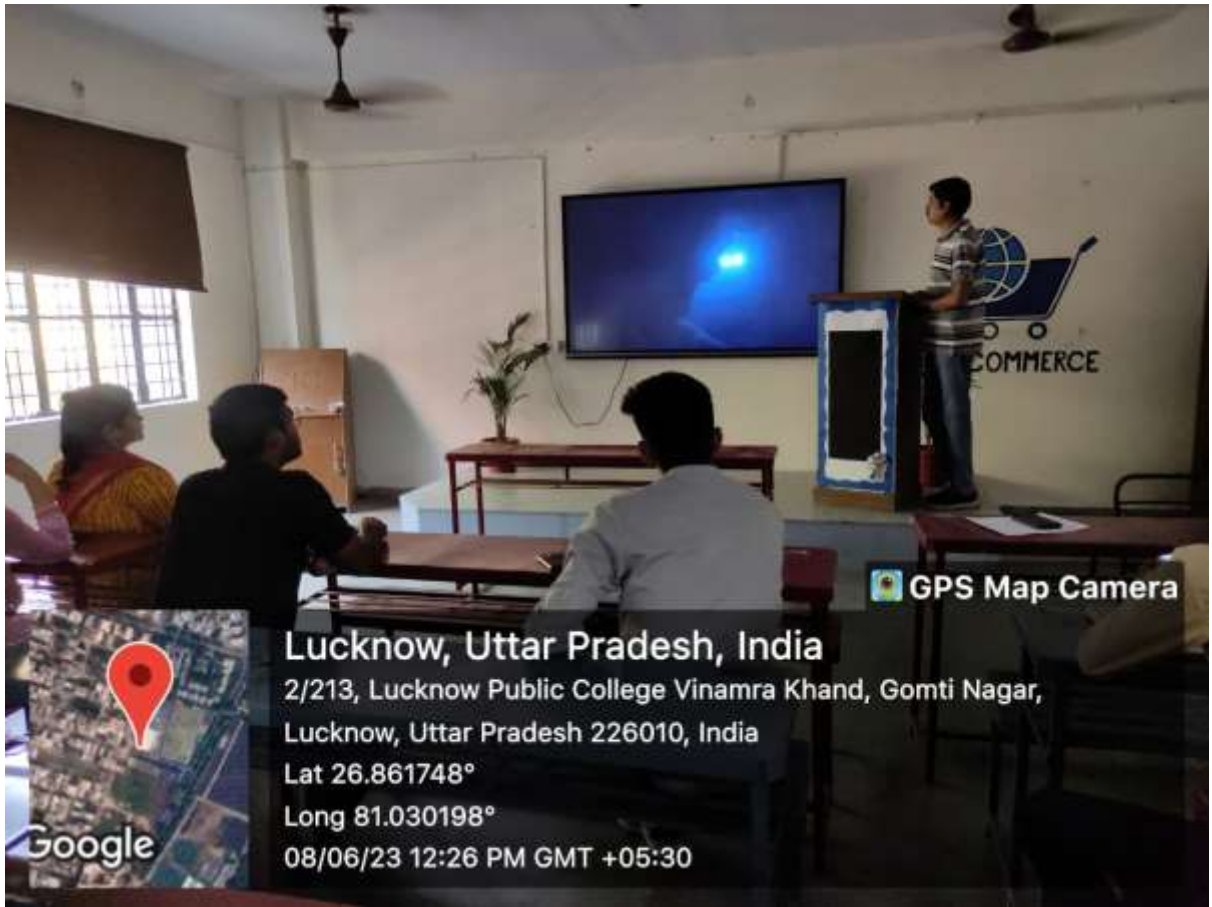 COMMERCE
GPS Map Camera
Lucknow, Uttar Pradesh, India
2/213, Lucknow Public College Vinamra Khand, Gomti Nagar,
Lucknow, Uttar Pradesh 226010, India
Lat 26.861748°
Long 81.030198°
08/06/23 12:26 PM GMT +05:30
Google